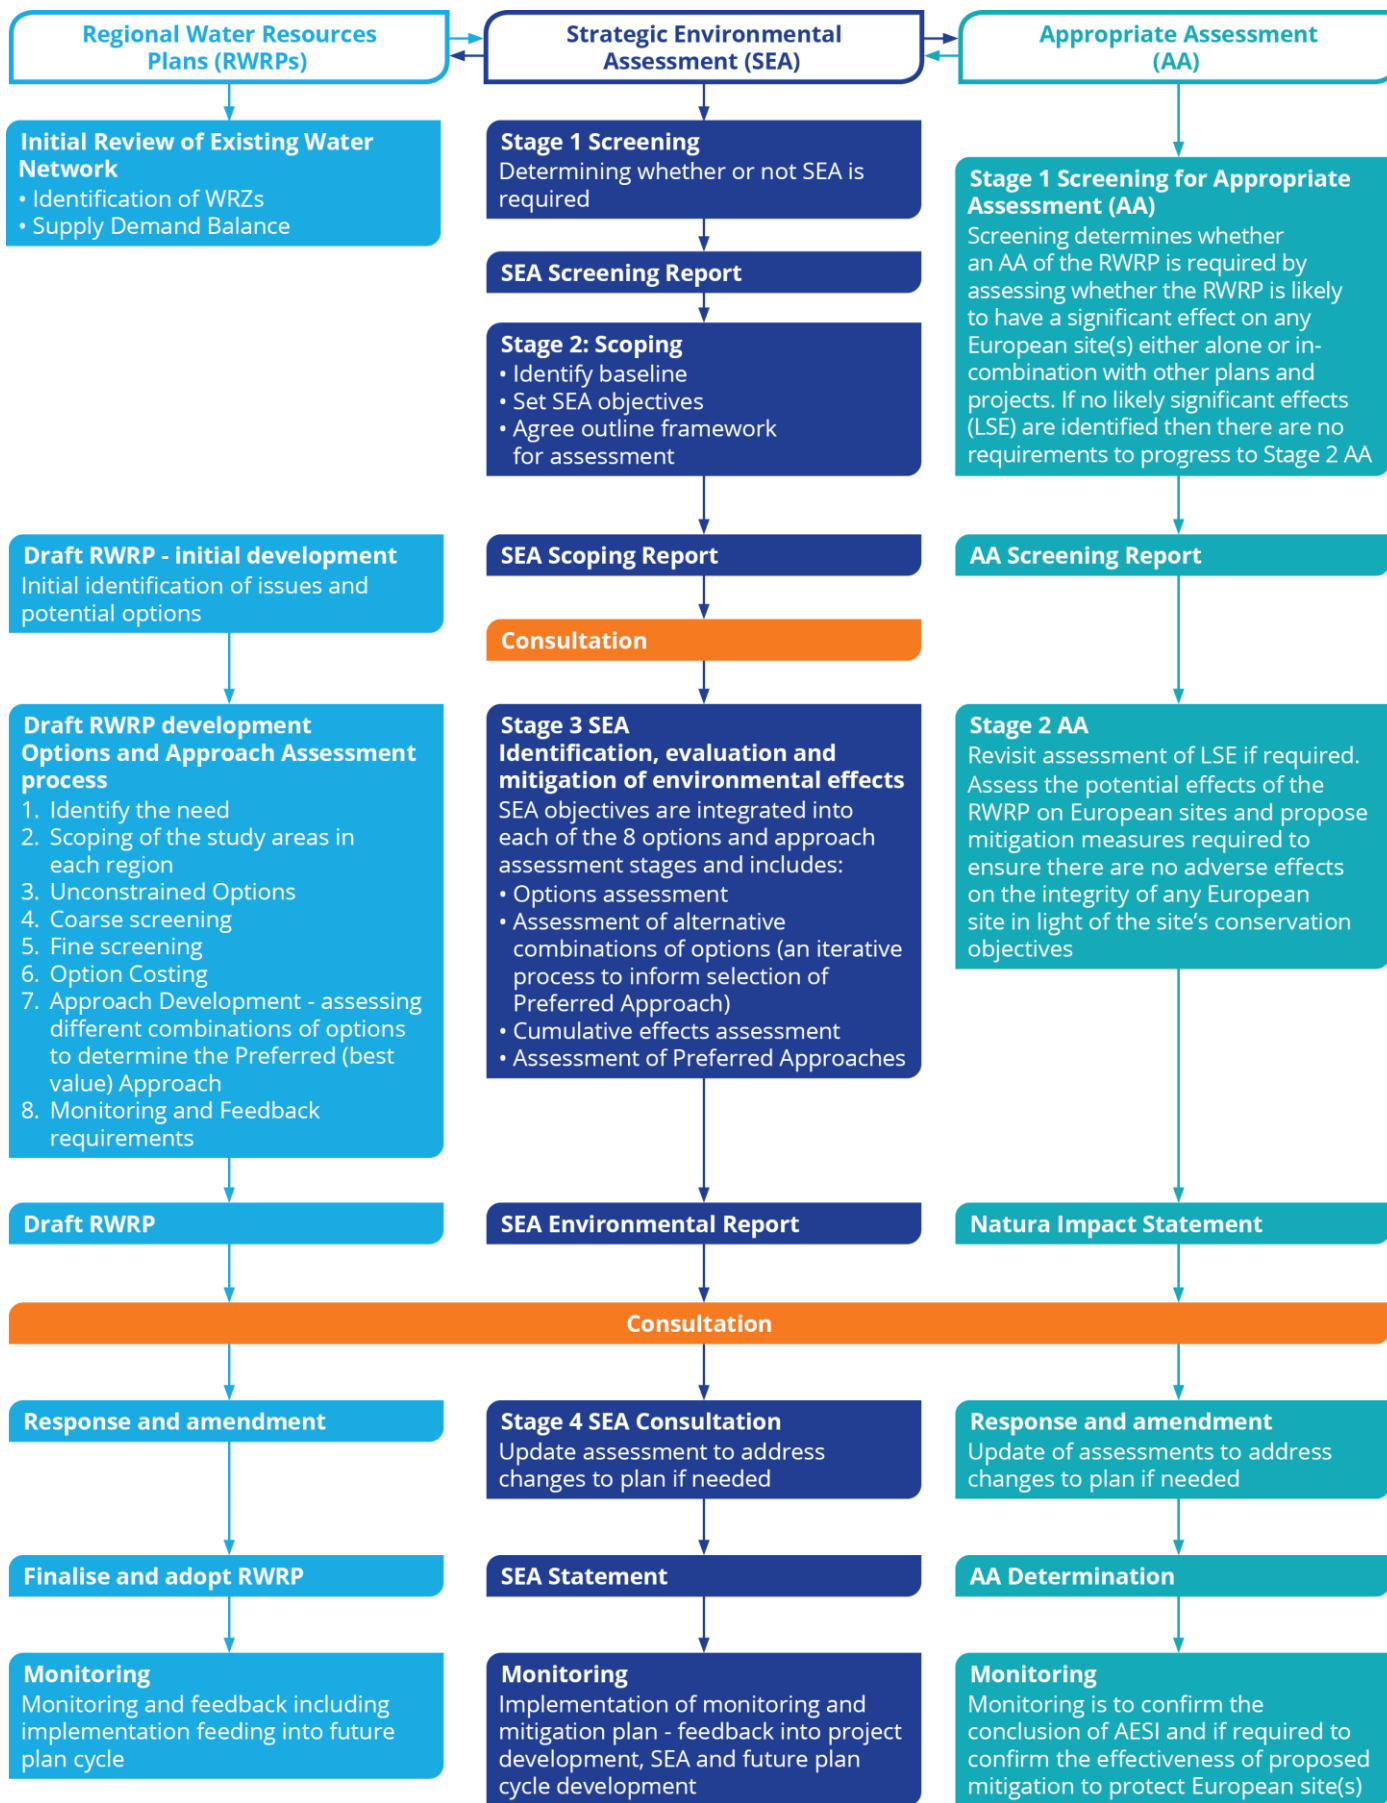 Regional Water Resources
Plans (RWRPs)
Strategic Environmental
Assessment (SEA)
Appropriate Assessment
(AA)
Initial Review of Existing Water
Network
• Identification of WRZs
• Supply Demand Balance
Stage 1 Screening
Determining whether or not SEA is
required
SEA Screening Report
Stage 2: Scoping
• Identify baseline
• Set SEA objectives
• Agree outline framework
for assessment
Stage 1 Screening for Appropriate
Assessment (AA)
Screening determines whether
an AA of the RWRP is required by
assessing whether the RWRP is likely
to have a significant effect on any
European site(s) either alone or in-
combination with other plans and
projects. If no likely significant effects
(LSE) are identified then there are no
requirements to progress to Stage 2 AA
Draft RWRP - initial development
Initial identification of issues and
potential options
SEA Scoping Report
AA Screening Report
Consultation
Draft RWRP development
Options and Approach Assessment
process
1. Identify the need
2. Scoping of the study areas in
each region
3. Unconstrained Options
4. Coarse screening
5. Fine screening
6. Option Costing
7. Approach Development - assessing
different combinations of options
to determine the Preferred (best
value) Approach
8. Monitoring and Feedback
requirements
Stage 3 SEA
Identification, evaluation and
mitigation of environmental effects
SEA objectives are integrated into
each of the 8 options and approach
assessment stages and includes:
• Options assessment
• Assessment of alternative
combinations of options (an iterative
process to inform selection of
Preferred Approach)
• Cumulative effects assessment
• Assessment of Preferred Approaches
Stage 2 AA
Revisit assessment of LSE if required.
Assess the potential effects of the
RWRP on European sites and propose
mitigation measures required to
ensure there are no adverse effects
on the integrity of any European
site in light of the site’s conservation
objectives
Draft RWRP
SEA Environmental Report
Natura Impact Statement
Consultation
Response and amendment
Stage 4 SEA Consultation
Update assessment to address
changes to plan if needed
Response and amendment
Update of assessments to address
changes to plan if needed
Finalise and adopt RWRP
SEA Statement
AA Determination
Monitoring
Monitoring and feedback including
implementation feeding into future
plan cycle
Monitoring
Implementation of monitoring and
mitigation plan - feedback into project
development, SEA and future plan
cycle development
Monitoring
Monitoring is to confirm the
conclusion of AESI and if required to
confirm the effectiveness of proposed
mitigation to protect European site(s)